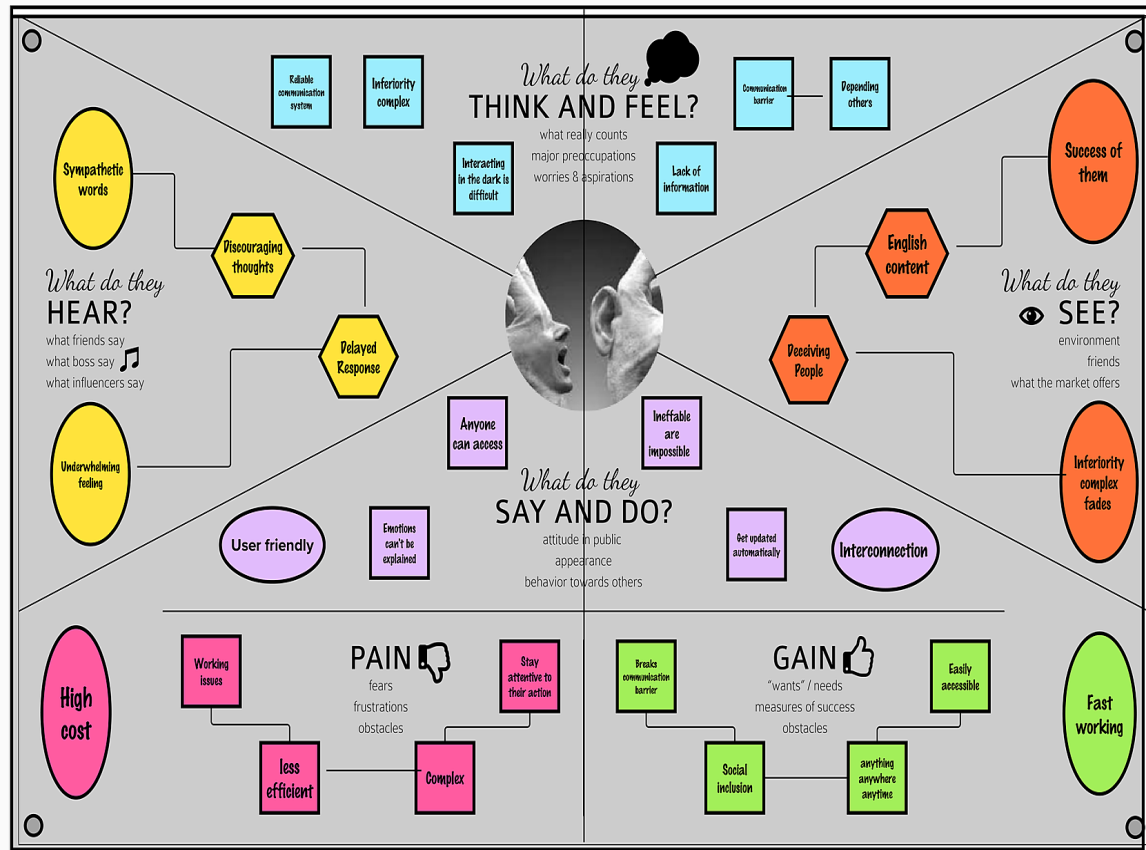 What do they
THINK AND FEEL?
what really counts
major preoccupations
worries & aspirations
Reliable
communication
system
Inferiority
complex
Interacting
in the dark is
difficult
Communication
barrier
Depending
others
Lack of
information
Sympathetic
words
Discouraging
thoughts
What do they
HEAR?
what friends say
what boss say
what influencers say
Delayed
Response
Underwhelming
feeling
Success of
them
English
content
What do they
SEE?
environment
friends
what the market offers
Deceiving
People
Inferiority
complex
fades
Anyone
can access
Ineffable
are
impossible
What do they
SAY AND DO?
attitude in public
appearance
behavior towards others
User friendly
Emotions
can't be
explained
Get updated
automatically
Interconnection
High
cost
Working
issues
PAIN
fears
frustrations
obstacles
Stay
attentive to
their action
less
efficient
Complex
Breaks
communication
barrier
GAIN
"wants" / needs
measures of success
obstacles
Easily
accessible
Social
inclusion
anything
anywhere
anytime
Fast
working